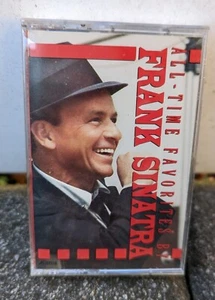 ALL-TIME FAVORITES BY
FRANK SINATRA